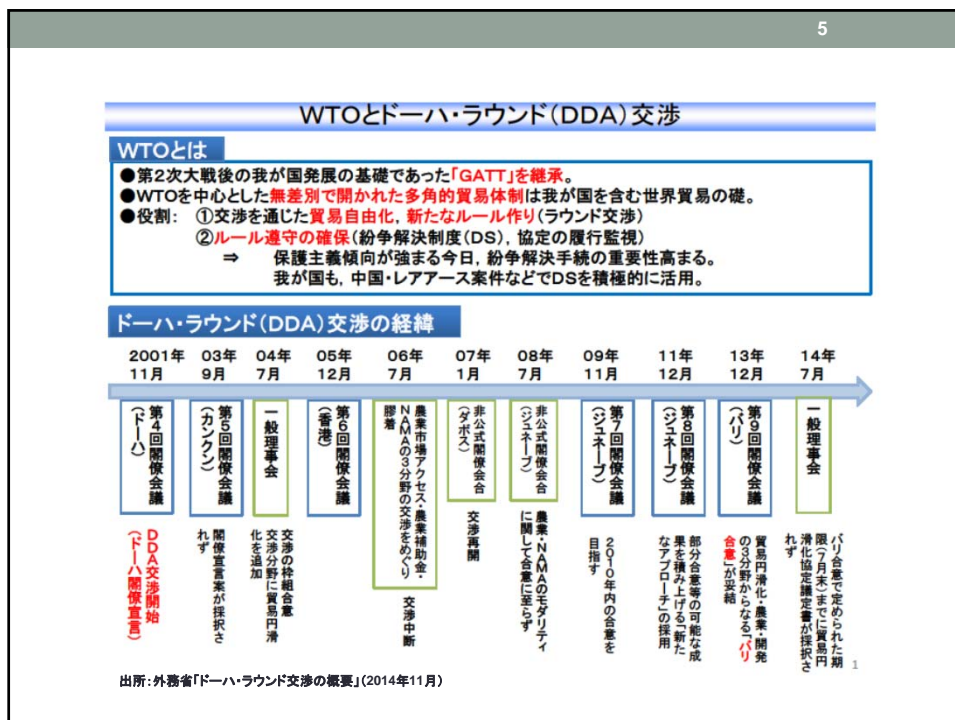 5
WTOとドーハ・ラウンド（DDA）交渉
WTOとは
●第２次大戦後の我が国発展の基礎であった「GATT」を継承。
●WTOを中心とした無差別で開かれた多角的貿易体制は我が国を含む世界貿易の礎。
●役割： ①交渉を通じた貿易自由化，新たなルール作り（ラウンド交渉）
②ルール遵守の確保（紛争解決制度（DS），協定の履行監視）
⇒ 保護主義傾向が強まる今日，紛争解決手続の重要性高まる。
我が国も，中国・レアアース案件などでDSを積極的に活用。
ドーハ・ラウンド（DDA）交渉の経緯
2001年
11月
03年
9月
04年
7月
05年
12月
06年
7月
07年
1月
08年
7月
09年
11月
11年
12月
13年
12月
14年
7月
第４回閣僚会議
（ドーハ）
第５回閣僚会議
（カンクン）
一般理事会
第６回閣僚会議
（香港）
農業市場アクセス・農業補助金・
NAMAの３分野の交渉をめぐり
膠着
非公式閣僚会合
（ダボス）
非公式閣僚会合
（ジュネーブ）
第７回閣僚会議
（ジュネーブ）
第８回閣僚会議
（ジュネーブ）
第９回閣僚会議
（バリ）
一般理事会
DDA交渉開始
（ドーハ閣僚宣言）
閣僚宣言案が採択さ
れず
交渉の枠組合意
交渉分野に貿易円滑
化を追加
交渉中断
交渉再開
農業・NAMAのモダリティ
に関して合意に至らず
２０１０年内の合意を
目指す
部分合意等の可能な成
果を積み上げる「新た
なアプローチ」の採用
貿易円滑化・農業・開発
の３分野からなる「バリ
合意」が妥結
バリ合意で定められた期
限（７月末）までに貿易円
滑化協定議定書が採択さ
れず
1
出所：外務省「ドーハ・ラウンド交渉の概要」（2014年11月）